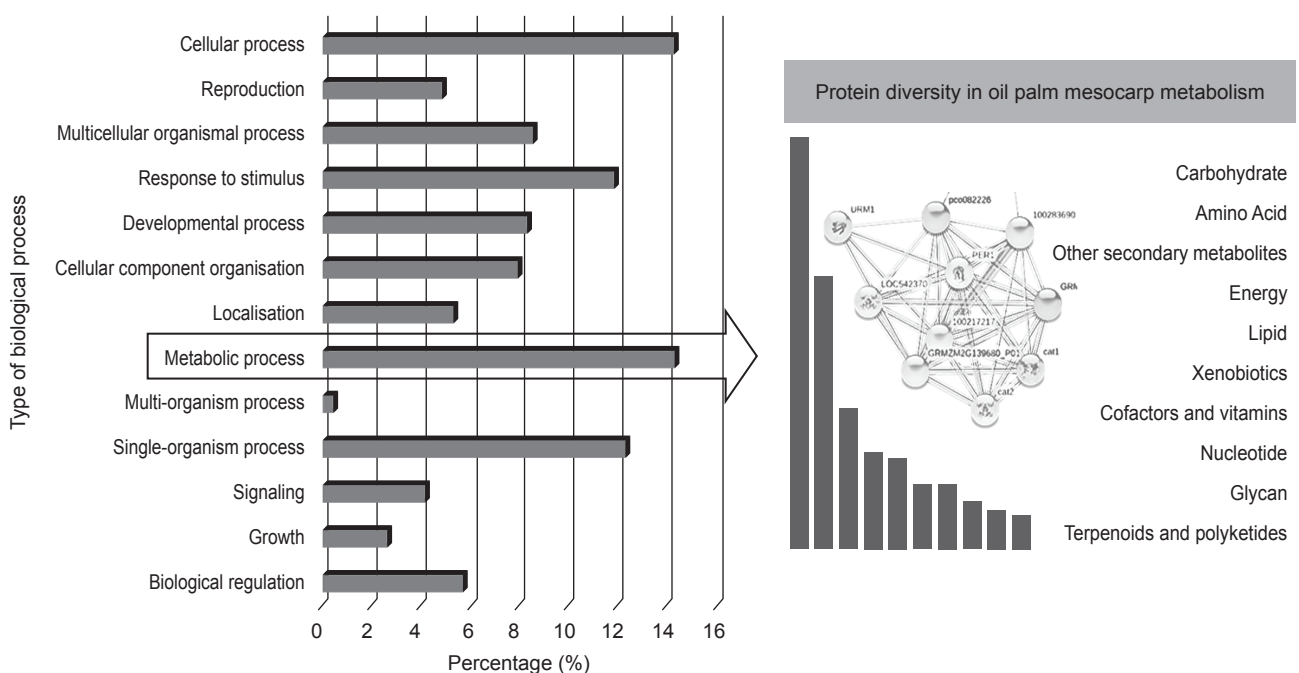 Type of biological process
Cellular process
Reproduction
Multicellular organismal process
Response to stimulus
Developmental process
Cellular component organisation
Localisation
Metabolic process
Multi-organism process
Single-organism process
Signaling
Growth
Biological regulation
0 2 4 6 8 10 12 14 16
Percentage (%)
Protein diversity in oil palm mesocarp metabolism
Carbohydrate
Amino Acid
Other secondary metabolites
Energy
Lipid
Xenobiotics
Cofactors and vitamins
Nucleotide
Glycan
Terpenoids and polyketides
URM1
pco082226
100283690
PER1
LOC542370
GRM
100217217
GRMZM2G139680_P01
cat1
cat2